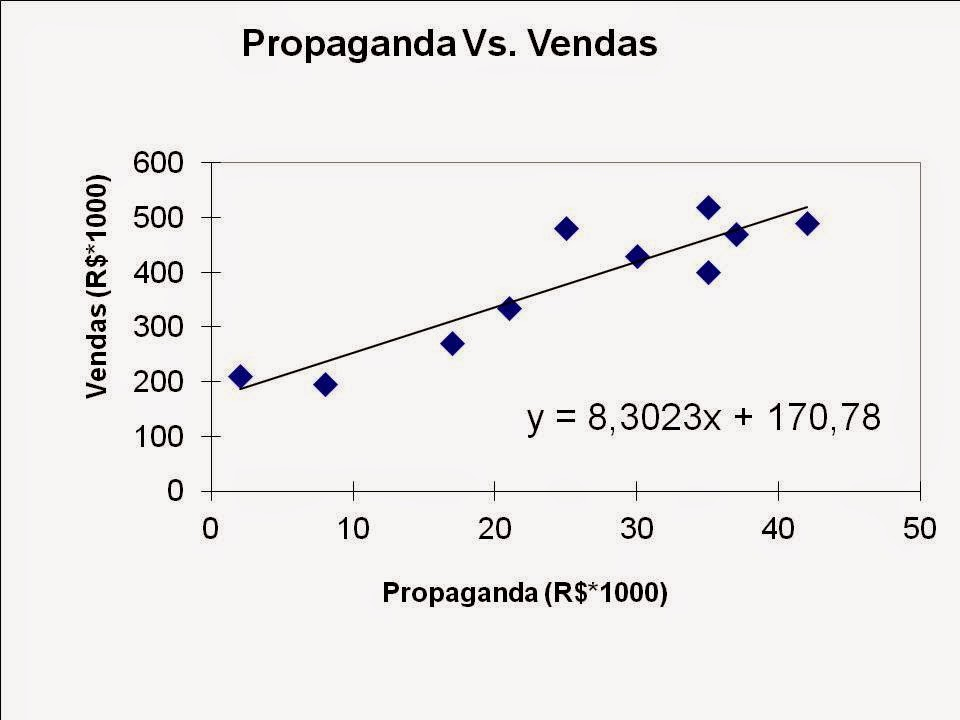 Propaganda Vs. Vendas
Vendas (R$*1000)
600
500
400
300
200
100
0
y = 8,3023x + 170,78
0 10 20 30 40 50
Propaganda (R$*1000)